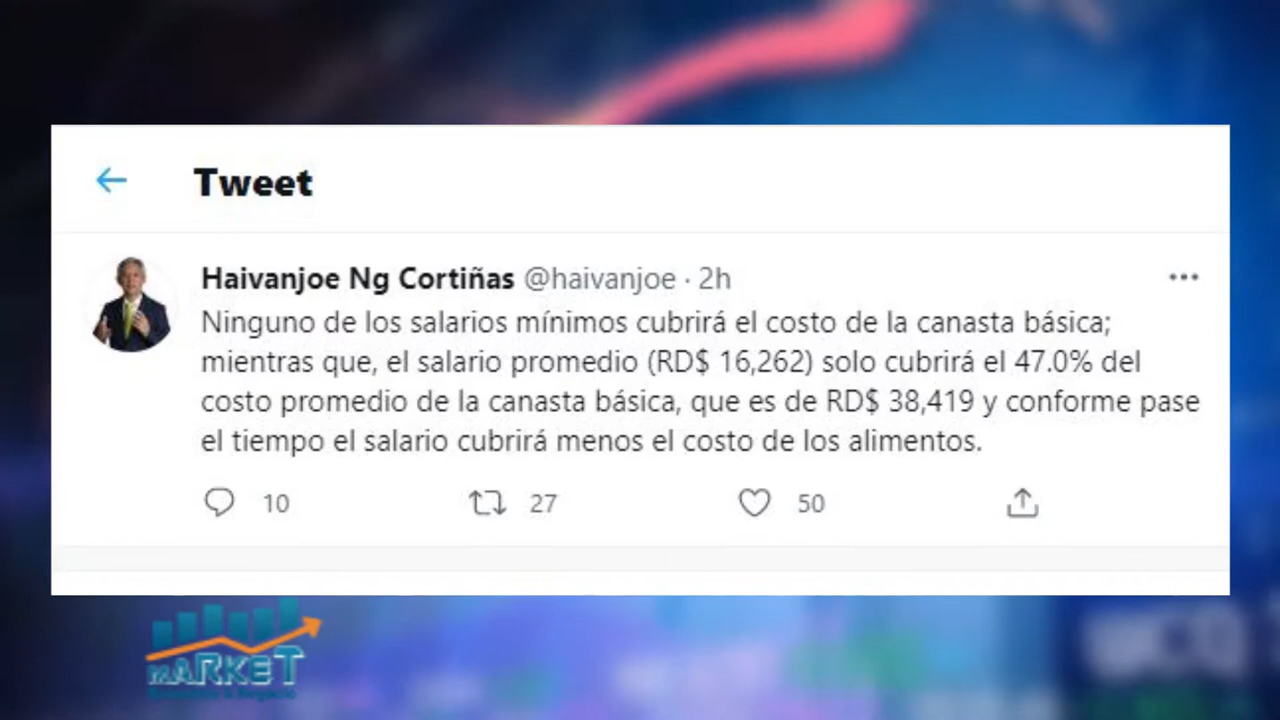 Tweet
Haivanjoe Ng Cortiñas @haivanjoe · 2h
Ninguno de los salarios mínimos cubrirá el costo de la canasta básica;
mientras que, el salario promedio (RD$ 16,262) solo cubrirá el 47.0% del
costo promedio de la canasta básica, que es de RD$ 38,419 y conforme pase
el tiempo el salario cubrirá menos el costo de los alimentos.
10 27 50
MARKET